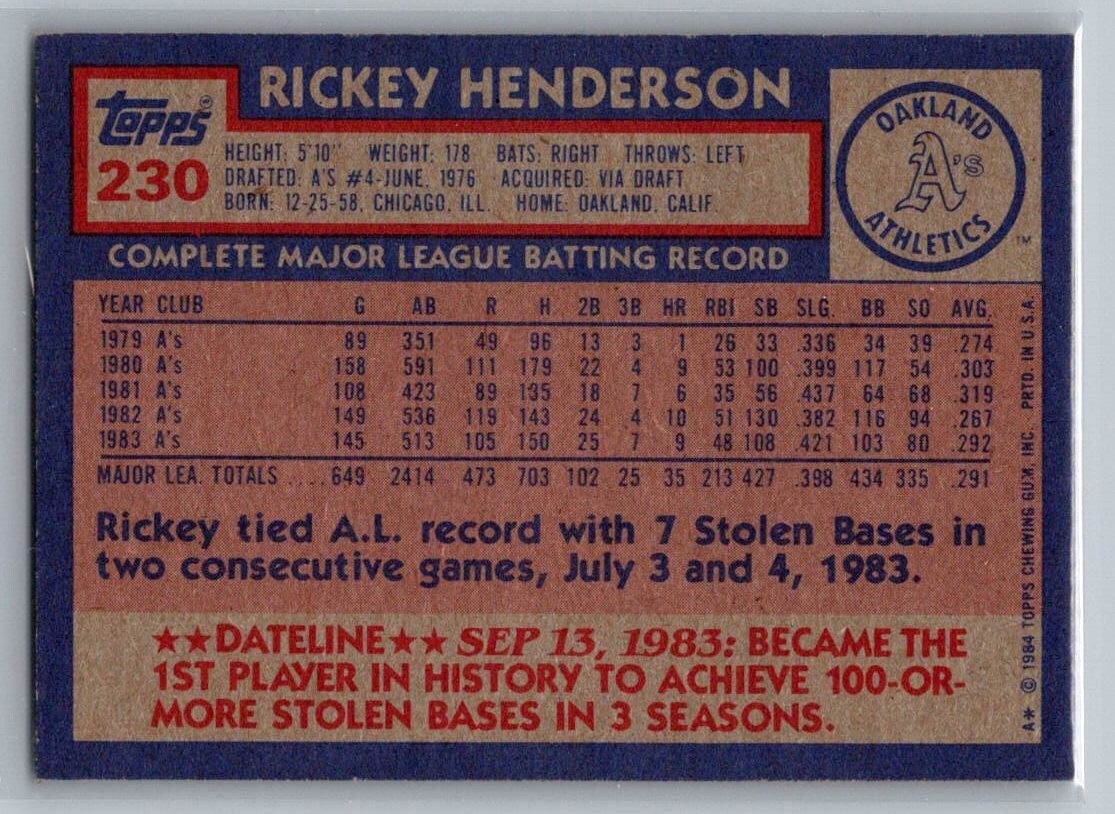 RICKEY HENDERSON
Topps®
230
HEIGHT: 5'10" WEIGHT: 178 BATS: RIGHT THROWS: LEFT
DRAFTED: A'S #4-JUNE, 1976 ACQUIRED: VIA DRAFT
BORN: 12-25-58, CHICAGO, ILL. HOME: OAKLAND, CALIF.
OAKLAND
A's
ATHLETICS
TM
COMPLETE MAJOR LEAGUE BATTING RECORD
YEAR CLUB G AB R H 2B 3B HR RBI SB SLG. BB SO AVG.
1979 A's 89 351 49 96 13 3 1 26 33 .336 34 39 .274
1980 A's 158 591 111 179 22 4 9 53 100 .399 117 54 .303
1981 A's 108 423 89 135 18 7 6 35 56 .437 64 68 .319
1982 A's 149 536 119 143 24 4 10 51 130 .382 116 94 .267
1983 A's 145 513 105 150 25 7 9 48 108 .421 103 80 .292
MAJOR LEA. TOTALS .... 649 2414 473 703 102 25 35 213 427 .398 434 335 .291
Rickey tied A.L. record with 7 Stolen Bases in
two consecutive games, July 3 and 4, 1983.
★★DATELINE★★ SEP 13, 1983: BECAME THE
1ST PLAYER IN HISTORY TO ACHIEVE 100-OR-
MORE STOLEN BASES IN 3 SEASONS.
A* © 1984 TOPPS CHEWING GUM, INC. PRTD. IN U.S.A.